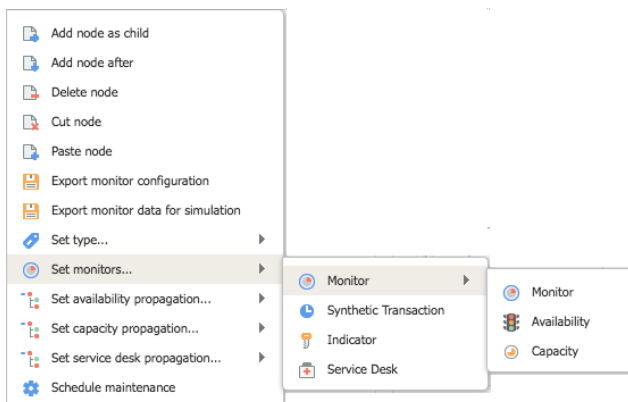 Add node as child
Add node after
Delete node
Cut node
Paste node
Export monitor configuration
Export monitor data for simulation
Set type...
Set monitors...
Set availability propagation...
Set capacity propagation...
Set service desk propagation...
Schedule maintenance
Monitor
Synthetic Transaction
Indicator
Service Desk
Monitor
Availability
Capacity